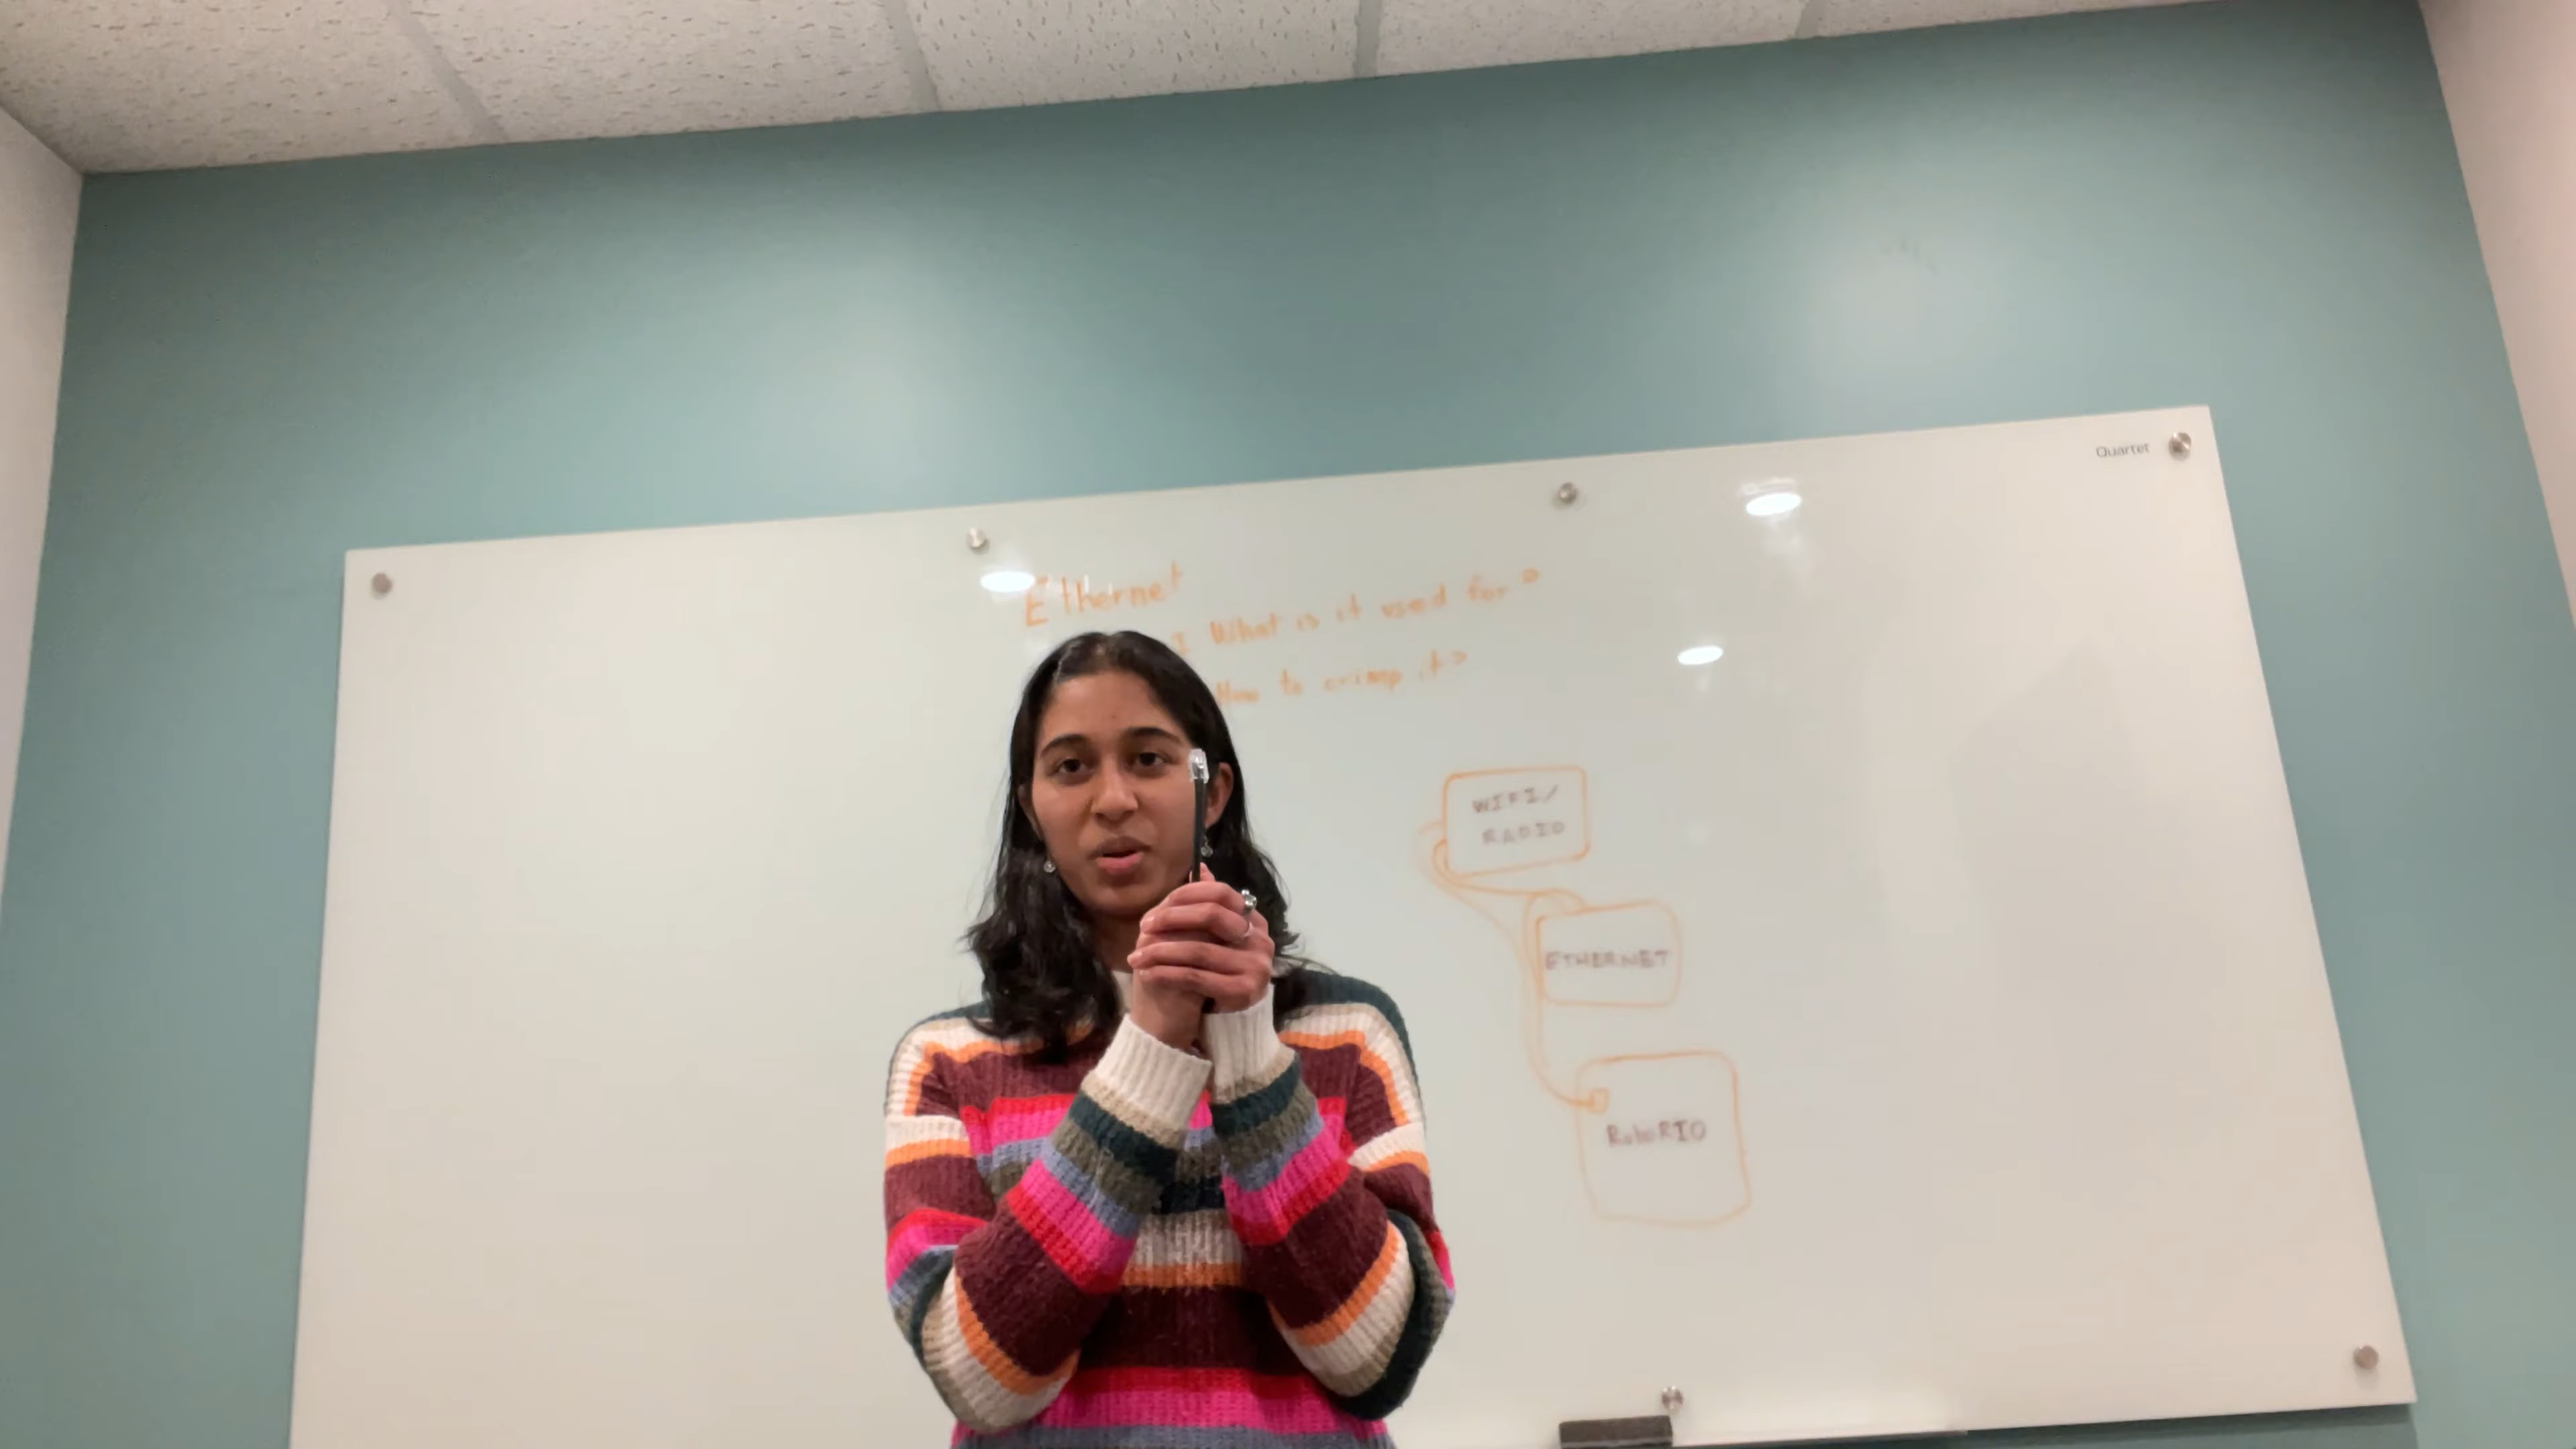 Quartet
Ethernet
What is it used for?
How to crimp it?
WIFI/
RADIO
ETHERNET
RoboRIO